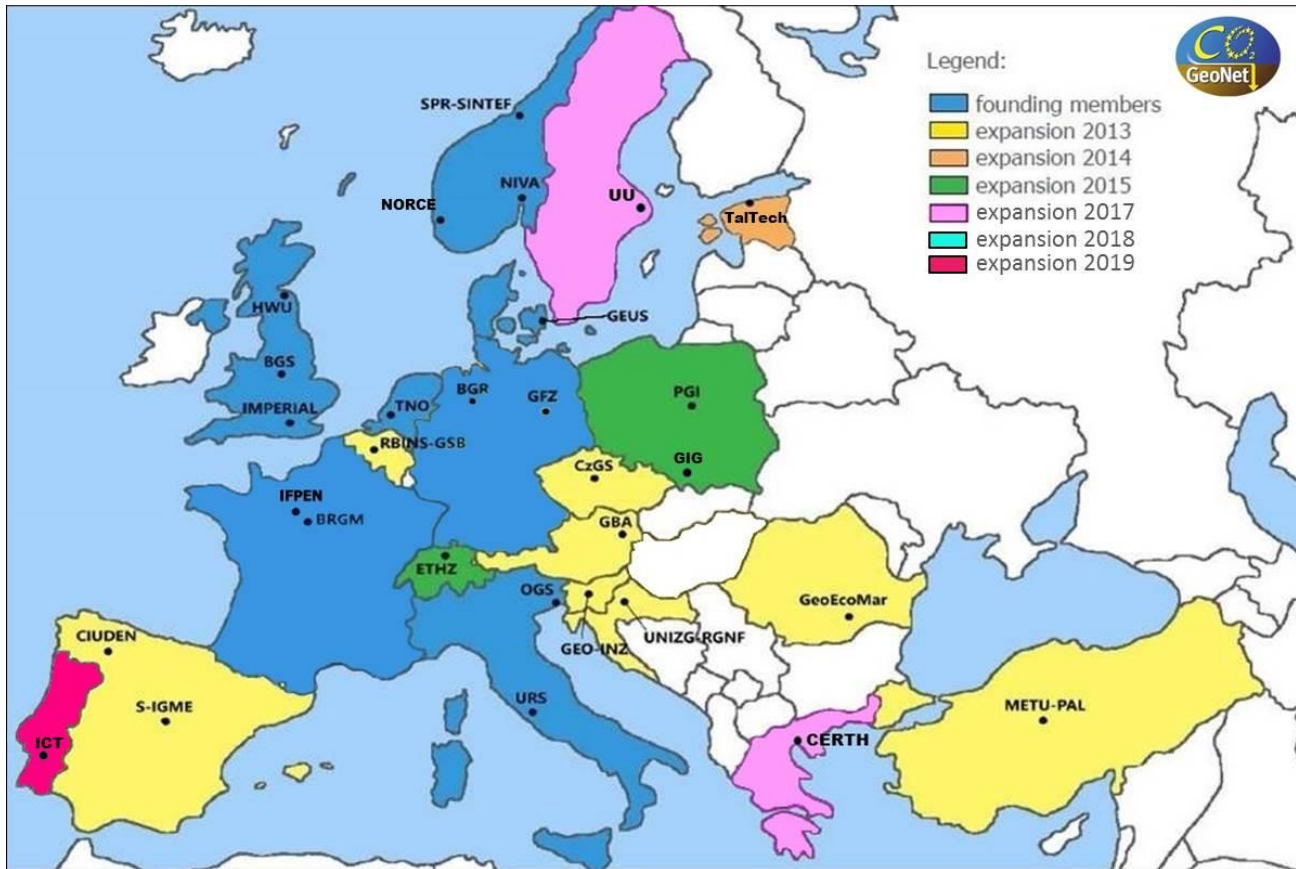 CO2
GeoNet
Legend:
founding members
expansion 2013
expansion 2014
expansion 2015
expansion 2017
expansion 2018
expansion 2019
SPR-SINTEF
NIVA
NORCE
UU
TalTech
HWU
GEUS
BGS
IMPERIAL
TNO
BGR
GFZ
PGI
RBINS-GSB
CzGS
GIG
IFPEN
BRGM
GBA
ETHZ
OGS
GeoEcoMar
UNIZG-RGNF
GEO-INZ
CIUDEN
S-IGME
URS
METU-PAL
ICT
CERTH